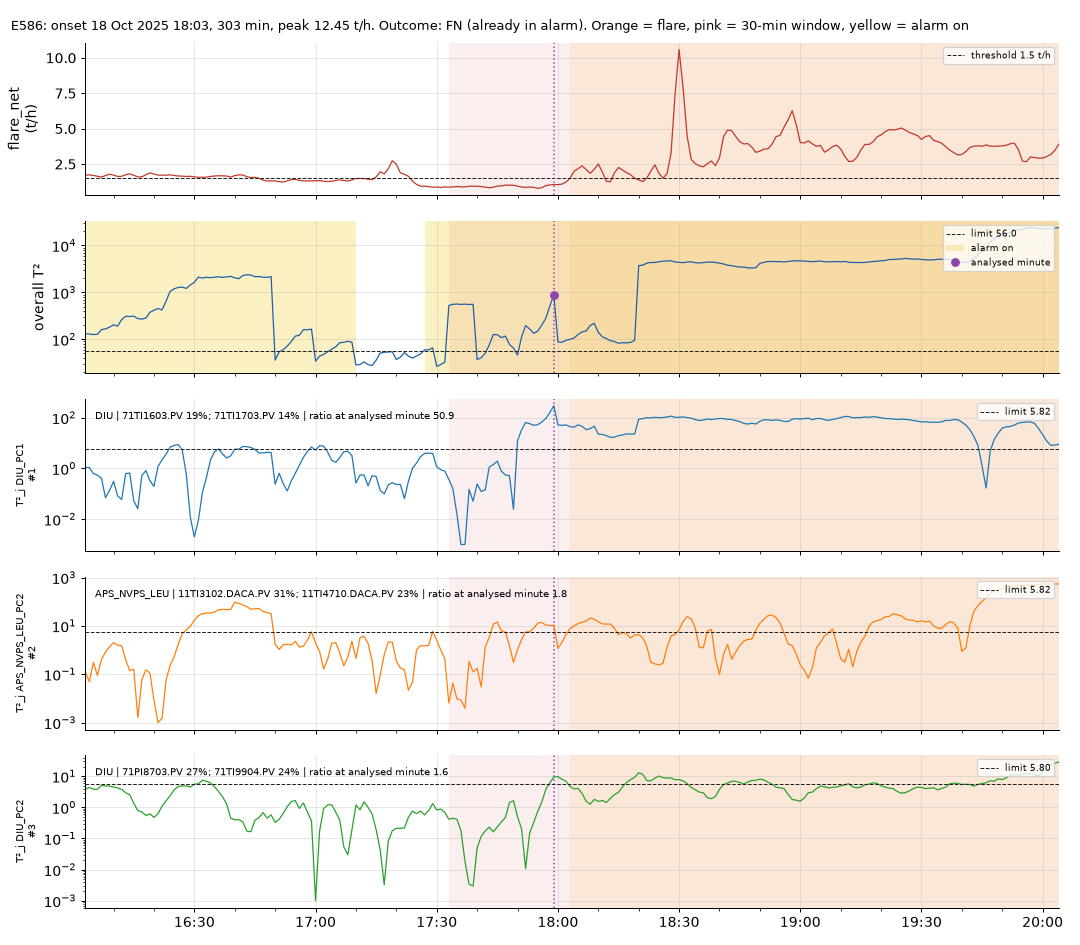 E586: onset 18 Oct 2025 18:03, 303 min, peak 12.45 t/h. Outcome: FN (already in alarm). Orange = flare, pink = 30-min window, yellow = alarm on
flare_net
(t/h)
10.0
7.5
5.0
2.5
threshold 1.5 t/h
overall T²
10⁴
10³
10²
limit 56.0
alarm on
analysed minute
T²_j DIU_PC1
#1
10²
10⁰
10⁻²
DIU | 71TI1603.PV 19%; 71TI1703.PV 14% | ratio at analysed minute 50.9
limit 5.82
T²_j APS_NVPS_LEU_PC2
#2
10³
10¹
10⁻¹
10⁻³
APS_NVPS_LEU | 11TI3102.DACA.PV 31%; 11TI4710.DACA.PV 23% | ratio at analysed minute 1.8
limit 5.82
T²_j DIU_PC2
#3
10¹
10⁰
10⁻¹
10⁻²
10⁻³
DIU | 71PI8703.PV 27%; 71TI9904.PV 24% | ratio at analysed minute 1.6
limit 5.80
16:30 17:00 17:30 18:00 18:30 19:00 19:30 20:00